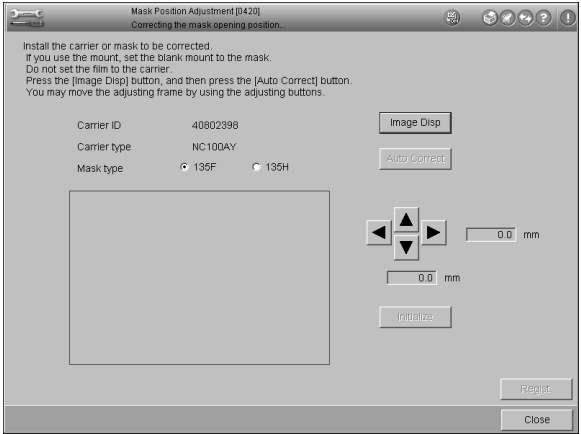 Mask Position Adjustment [0420]
Correcting the mask opening position...
Install the carrier or mask to be corrected.
If you use the mount, set the blank mount to the mask.
Do not set the film to the carrier.
Press the [Image Disp] button, and then press the [Auto Correct] button.
You may move the adjusting frame by using the adjusting buttons.
Carrier ID 40802398
Image Disp
Carrier type NC100AY
Auto Correct
Mask type 135F 135H
0.0 mm
0.0 mm
Initialize
Regist
Close